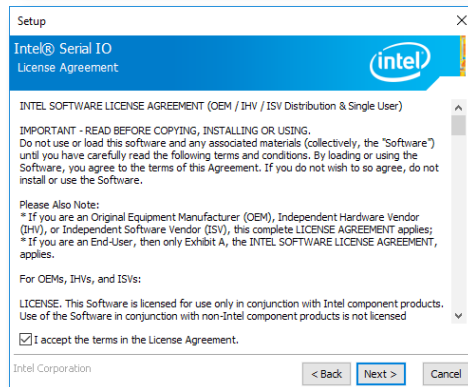 Setup
Intel® Serial IO
License Agreement
intel
INTEL SOFTWARE LICENSE AGREEMENT (OEM / IHV / ISV Distribution & Single User)
IMPORTANT - READ BEFORE COPYING, INSTALLING OR USING.
Do not use or load this software and any associated materials (collectively, the "Software")
until you have carefully read the following terms and conditions. By loading or using the
Software, you agree to the terms of this Agreement. If you do not wish to so agree, do not
install or use the Software.
Please Also Note:
* If you are an Original Equipment Manufacturer (OEM), Independent Hardware Vendor
(IHV), or Independent Software Vendor (ISV), this complete LICENSE AGREEMENT applies;
* If you are an End-User, then only Exhibit A, the INTEL SOFTWARE LICENSE AGREEMENT,
applies.
For OEMs, IHVs, and ISVs:
LICENSE. This Software is licensed for use only in conjunction with Intel component products.
Use of the Software in conjunction with non-Intel component products is not licensed
I accept the terms in the License Agreement.
Intel Corporation
< Back
Next >
Cancel